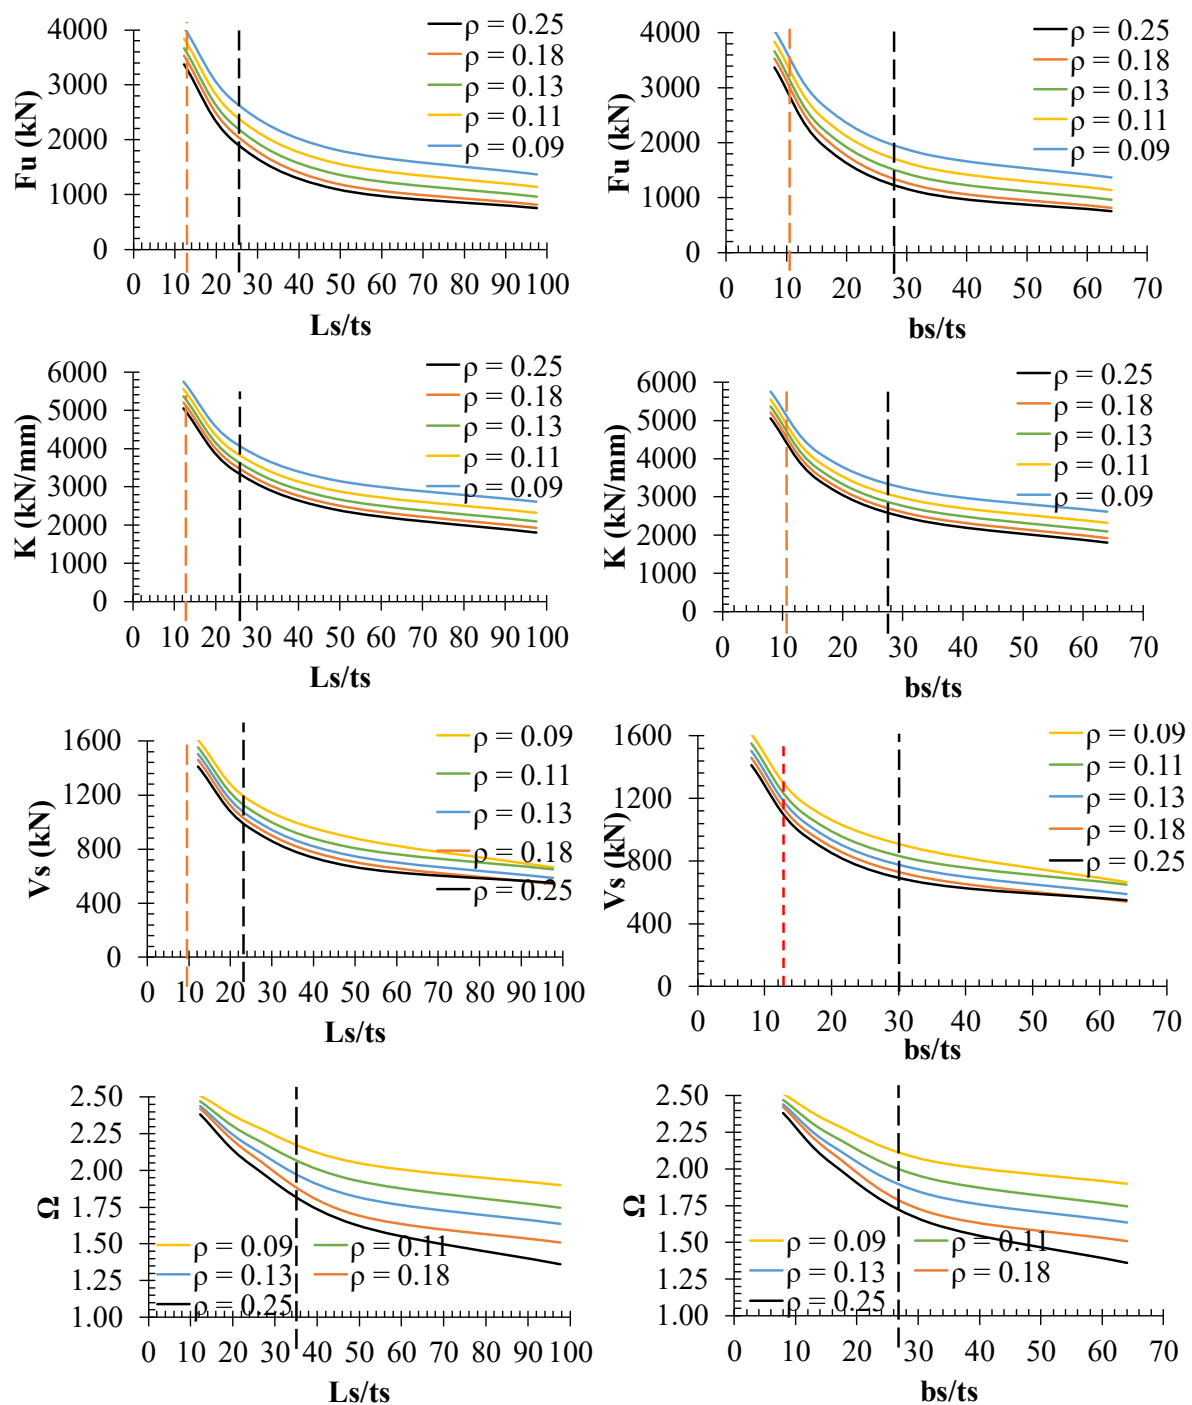 Fu (kN)
4000
3000
2000
1000
0
0 10 20 30 40 50 60 70 80 90 100
Ls/ts
ρ = 0.25
ρ = 0.18
ρ = 0.13
ρ = 0.11
ρ = 0.09
Fu (kN)
4000
3000
2000
1000
0
0 10 20 30 40 50 60 70
bs/ts
ρ = 0.25
ρ = 0.18
ρ = 0.13
ρ = 0.11
ρ = 0.09
K (kN/mm)
6000
5000
4000
3000
2000
1000
0
0 10 20 30 40 50 60 70 80 90 100
Ls/ts
ρ = 0.25
ρ = 0.18
ρ = 0.13
ρ = 0.11
ρ = 0.09
K (kN/mm)
6000
5000
4000
3000
2000
1000
0
0 10 20 30 40 50 60 70
bs/ts
ρ = 0.25
ρ = 0.18
ρ = 0.13
ρ = 0.11
ρ = 0.09
Vs (kN)
1600
1200
800
400
0
0 10 20 30 40 50 60 70 80 90 100
Ls/ts
ρ = 0.09
ρ = 0.11
ρ = 0.13
ρ = 0.18
ρ = 0.25
Vs (kN)
1600
1200
800
400
0
0 10 20 30 40 50 60 70
bs/ts
ρ = 0.09
ρ = 0.11
ρ = 0.13
ρ = 0.18
ρ = 0.25
Ω
2.50
2.25
2.00
1.75
1.50
1.25
1.00
0 10 20 30 40 50 60 70 80 90 100
Ls/ts
ρ = 0.09 ρ = 0.11
ρ = 0.13 ρ = 0.18
ρ = 0.25
Ω
2.50
2.25
2.00
1.75
1.50
1.25
1.00
0 10 20 30 40 50 60 70
bs/ts
ρ = 0.09 ρ = 0.11
ρ = 0.13 ρ = 0.18
ρ = 0.25